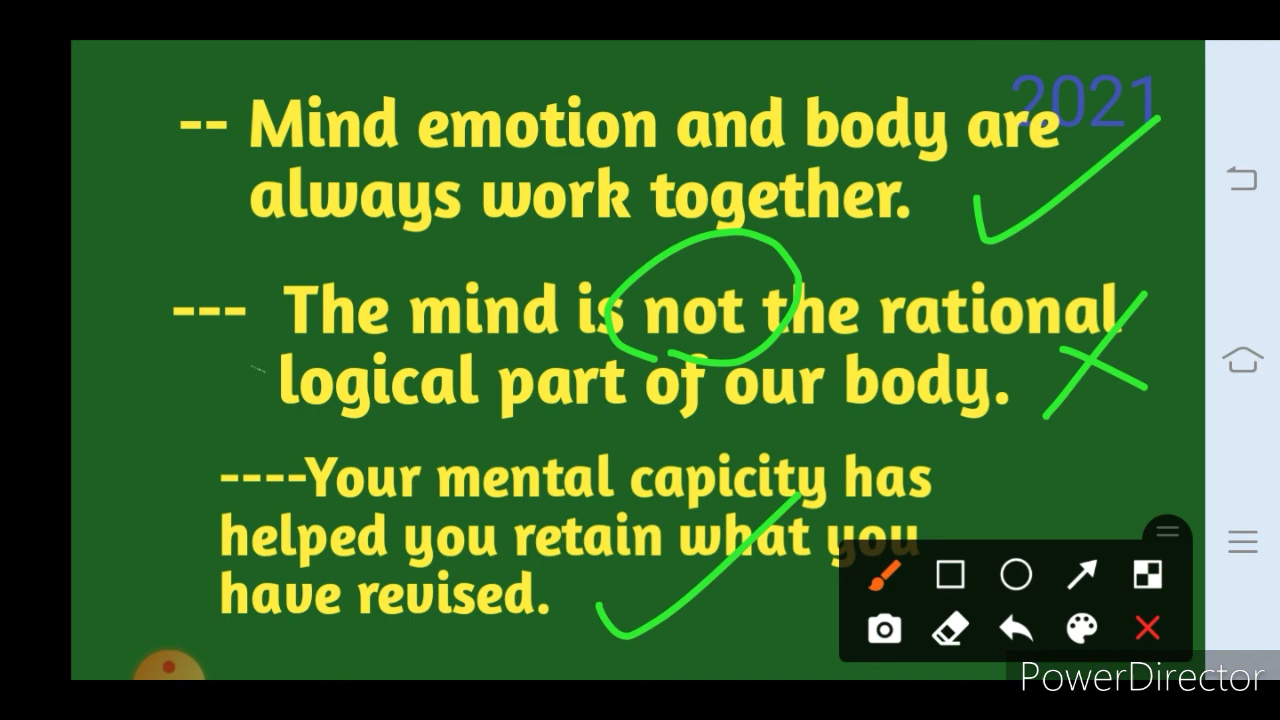 2021
-- Mind emotion and body are
always work together.
--- The mind is not the rational
logical part of our body.
----Your mental capicity has
helped you retain what you
have revised.
PowerDirector